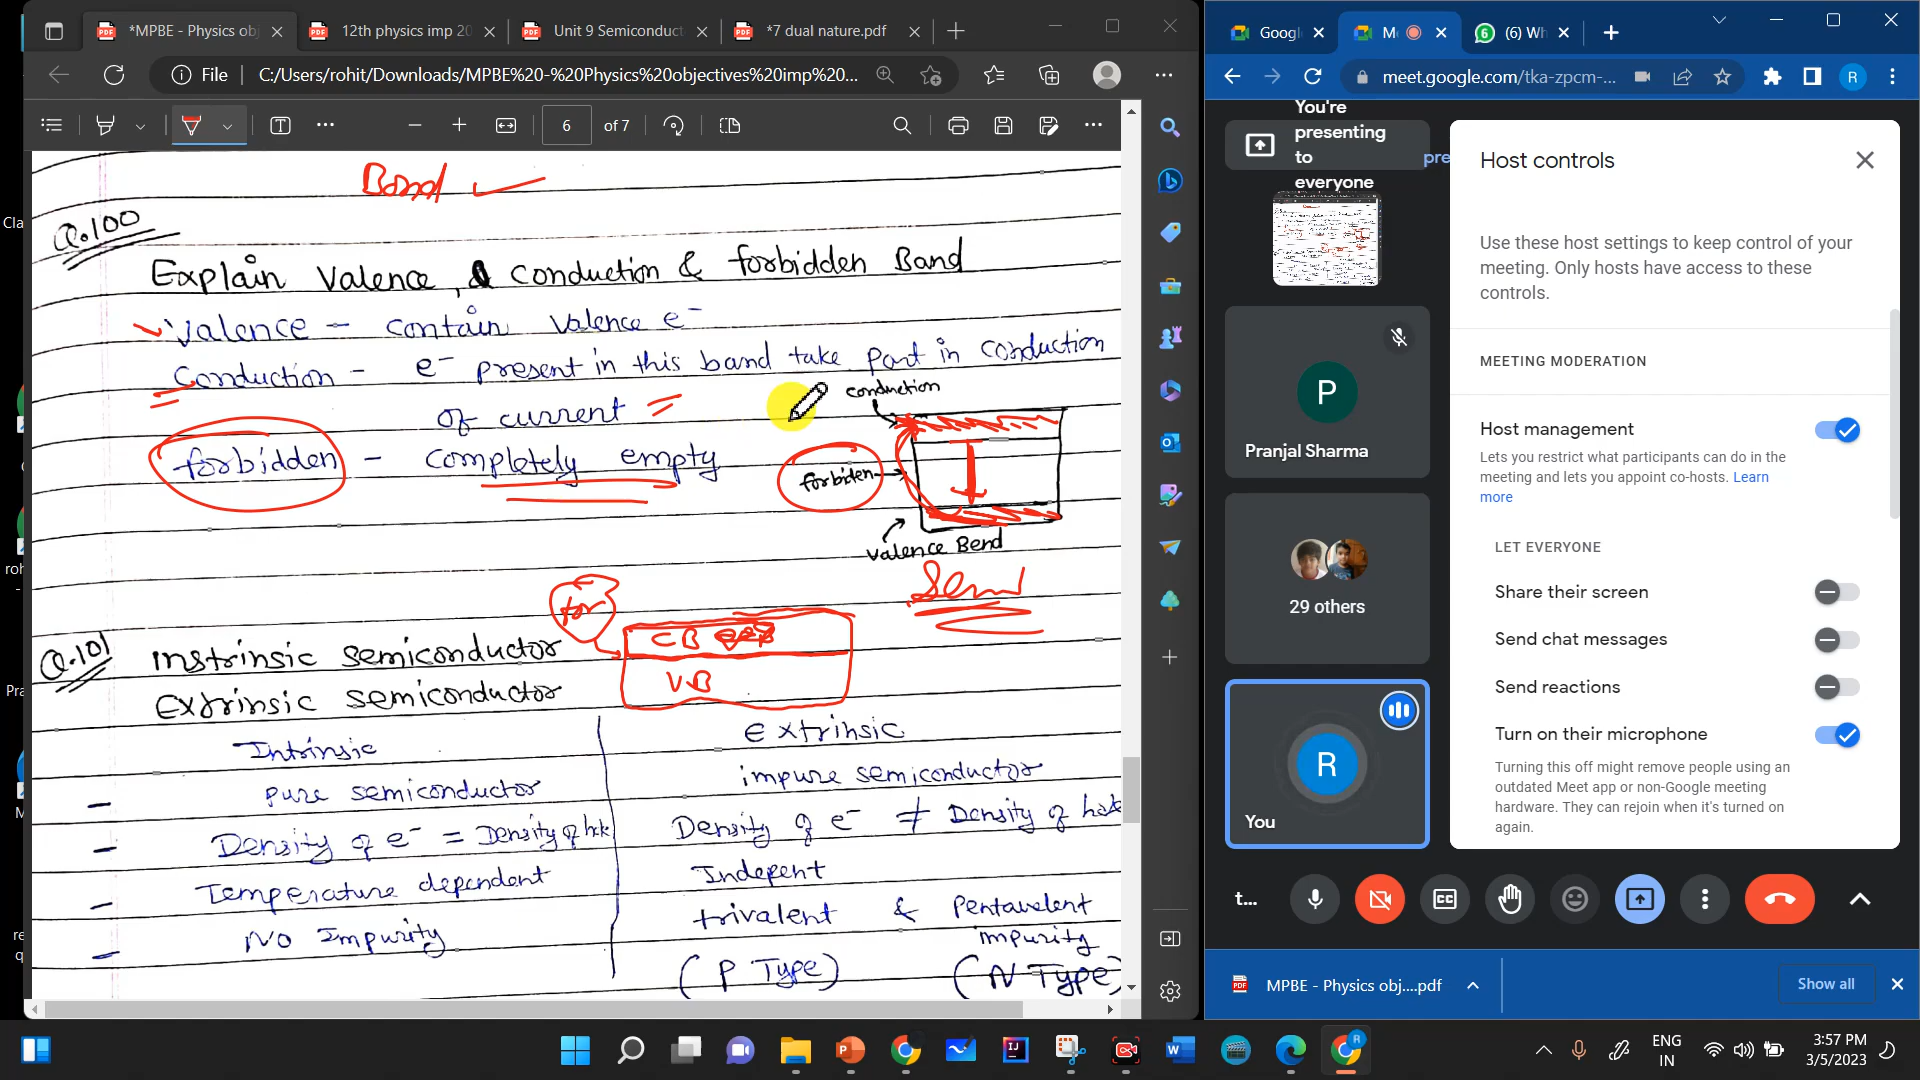 *MPBE - Physics obj
12th physics imp 20
Unit 9 Semiconduct
*7 dual nature.pdf
File
C:/Users/rohit/Downloads/MPBE%20-%20Physics%20objectives%20imp%20...
6 of 7
Band
Q.100
Explain Valence, & conduction & forbidden Band
Valence - contain Valence e-
Conduction - e- present in this band take part in conduction
of current
conduction
forbidden - completely empty
forbiden
Valence Bend
Semi
for
CB
VB
Q.101 Instrinsic semiconductor
Extrinsic semiconductor
Intrinsic
extrinsic
- pure semiconductor
impure semiconductor
- Density of e- = Density of hole
Density of e- ≠ Density of hole
- Temperature dependent
Indepent
- No Impurity
trivalent & Pentavelent
impurity
(P Type) (N Type)
Cla
roh
-
Pra
M
re
q
Google
Me
(6) Wh
meet.google.com/tka-zpcm-...
R
You're
presenting
to
everyone
pre
P
Pranjal Sharma
29 others
R
You
Host controls
Use these host settings to keep control of your
meeting. Only hosts have access to these
controls.
MEETING MODERATION
Host management
Lets you restrict what participants can do in the
meeting and lets you appoint co-hosts. Learn
more
LET EVERYONE
Share their screen
Send chat messages
Send reactions
Turn on their microphone
Turning this off might remove people using an
outdated Meet app or non-Google meeting
hardware. They can rejoin when it's turned on
again.
t...
MPBE - Physics obj....pdf
Show all
ENG
IN
3:57 PM
3/5/2023